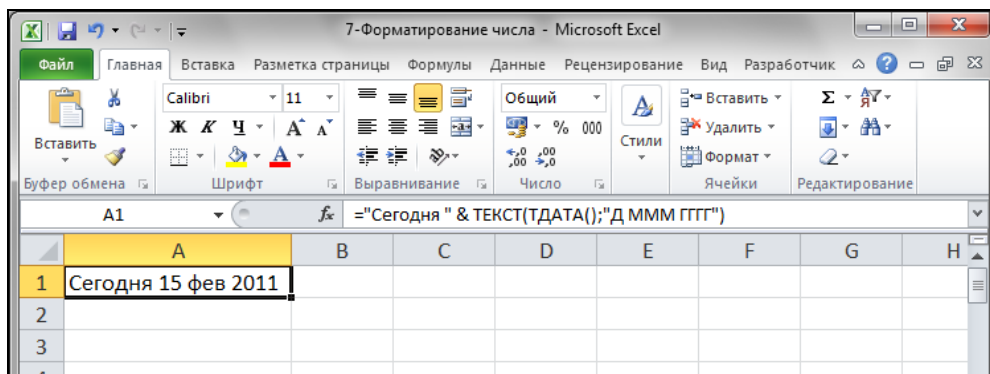 7-Форматирование числа - Microsoft Excel
Файл Главная Вставка Разметка страницы Формулы Данные Рецензирование Вид Разработчик
Calibri 11 Общий Вставить Σ
Вставить Ж К Ч А А % 000 Стили Удалить
А Формат
Буфер обмена Шрифт Выравнивание Число Ячейки Редактирование
A1 fx ="Сегодня " & ТЕКСТ(ТДАТА();"Д МММ ГГГГ")
A B C D E F G H
1 Сегодня 15 фев 2011
2
3